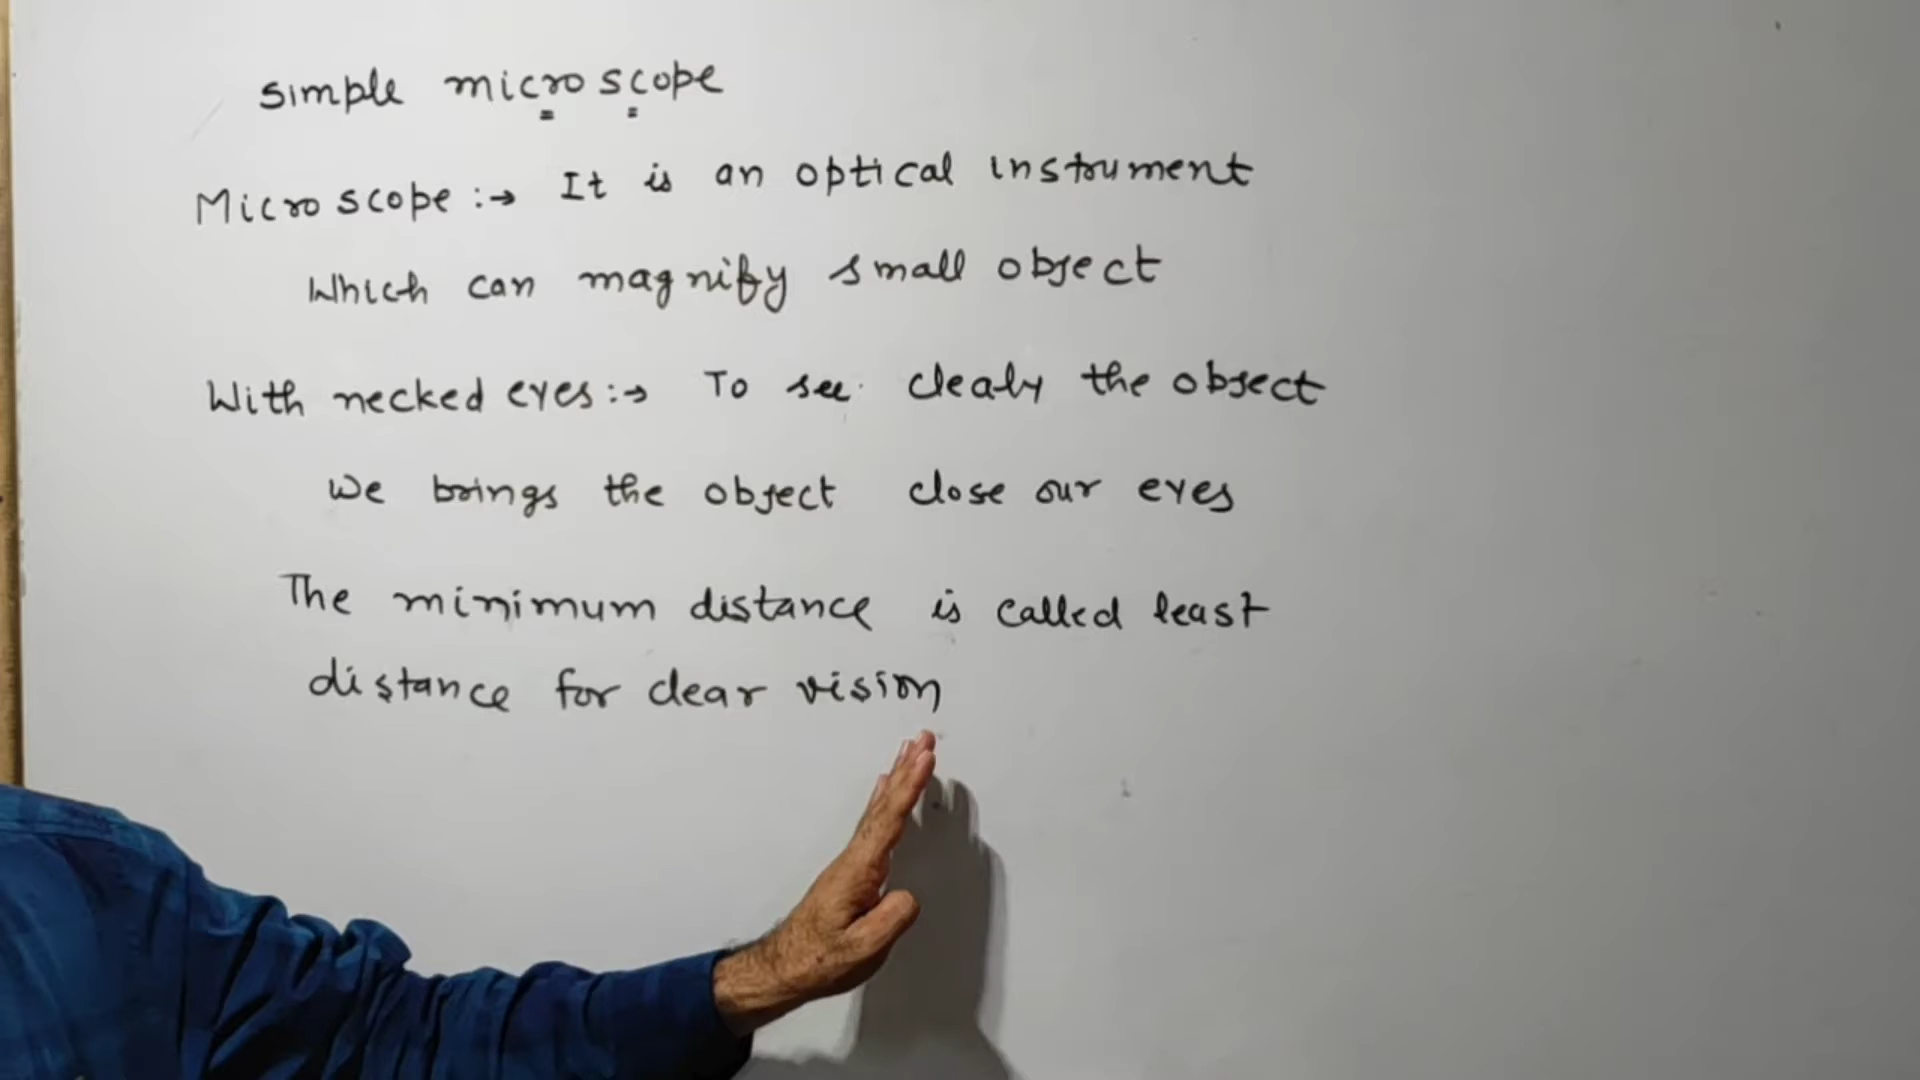 simple microscope
Microscope :→ It is an optical instrument
Which can magnify small object
With necked eyes :→ To see clealy the object
we brings the object close our eyes
The minimum distance is called least
distance for clear vision